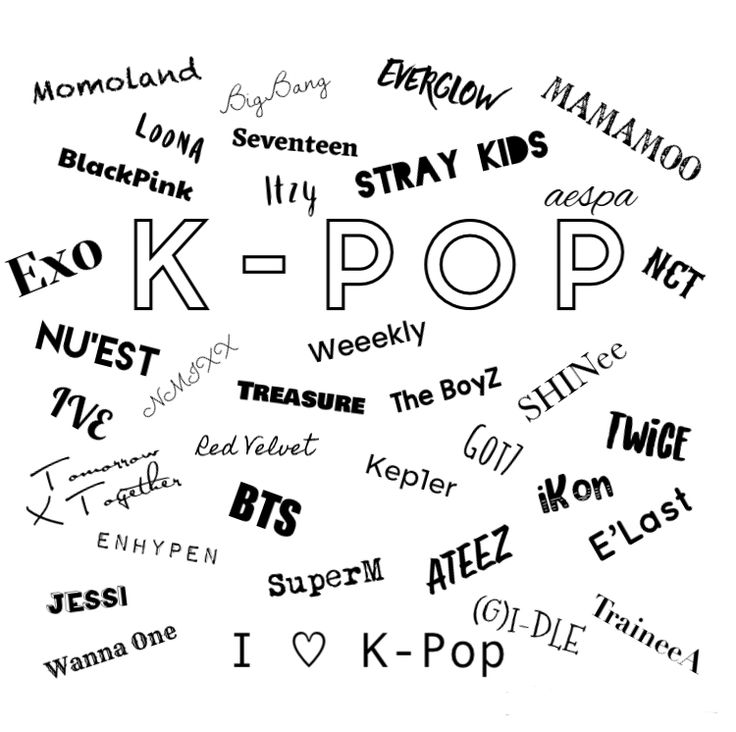 Momoland
BigBang
EVERGLOW
MAMAMOO
LOONA
Seventeen
STRAY KIDS
BlackPink
Itzy
aespa
Exo
K-POP
NCT
NU'EST
NMIXX
Weeekly
SHINee
IVE
TREASURE
The BoyZ
TWiCE
Tomorrow
X Together
Red Velvet
Kep1er
GOT7
iKon
BTS
E'Last
ENHYPEN
SuperM
ATEEZ
JESSI
(G)I-DLE
TraineeA
Wanna One
I ♡ K-Pop